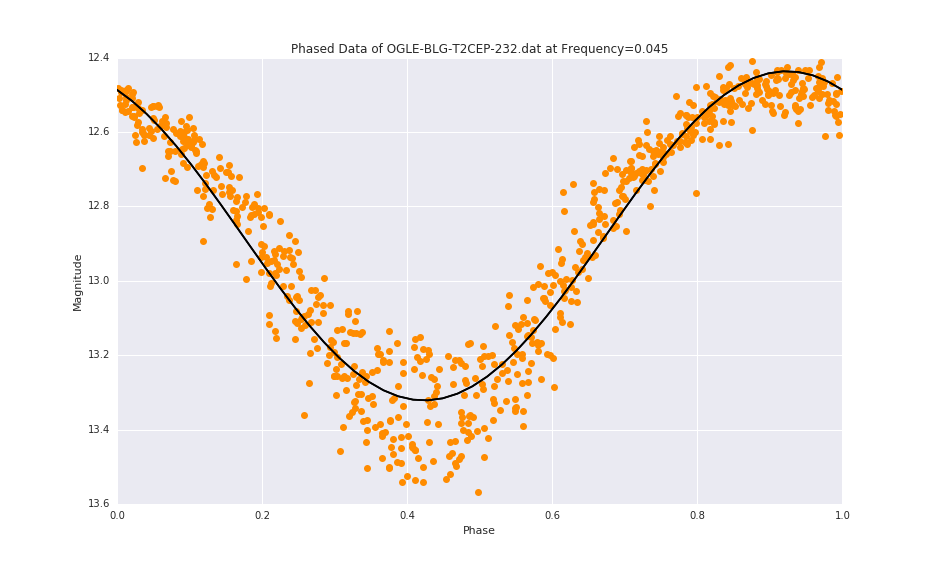 Phased Data of OGLE-BLG-T2CEP-232.dat at Frequency=0.045
12.4
12.6
12.8
13.0
13.2
13.4
13.6
Magnitude
0.0 0.2 0.4 0.6 0.8 1.0
Phase